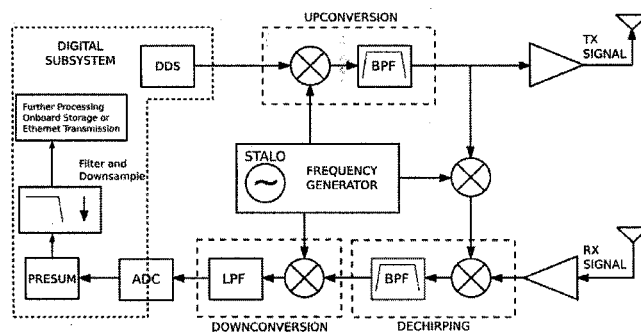 UPCONVERSION
DIGITAL
SUBSYSTEM
DDS
BPF
TX
SIGNAL
Further Processing
Onboard Storage or
Ethernet Transmission
Filter and
Downsample
STALO
FREQUENCY
GENERATOR
PRESUM
ADC
LPF
BPF
RX
SIGNAL
DOWNCONVERSION
DECHIRPING